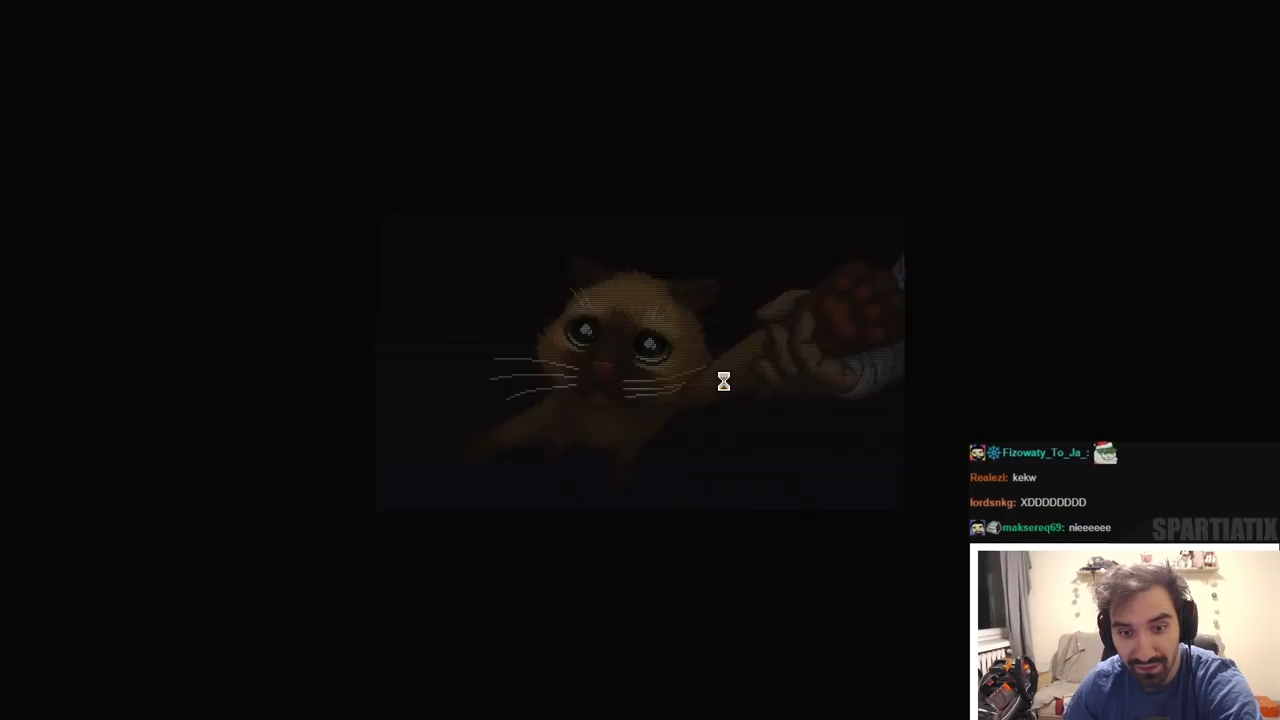 Fizowaty_To_Ja_:
Realezi: kekw
lordsnkg: XDDDDDDDD
maksereq69: nieeeeee
SPARTIATIX